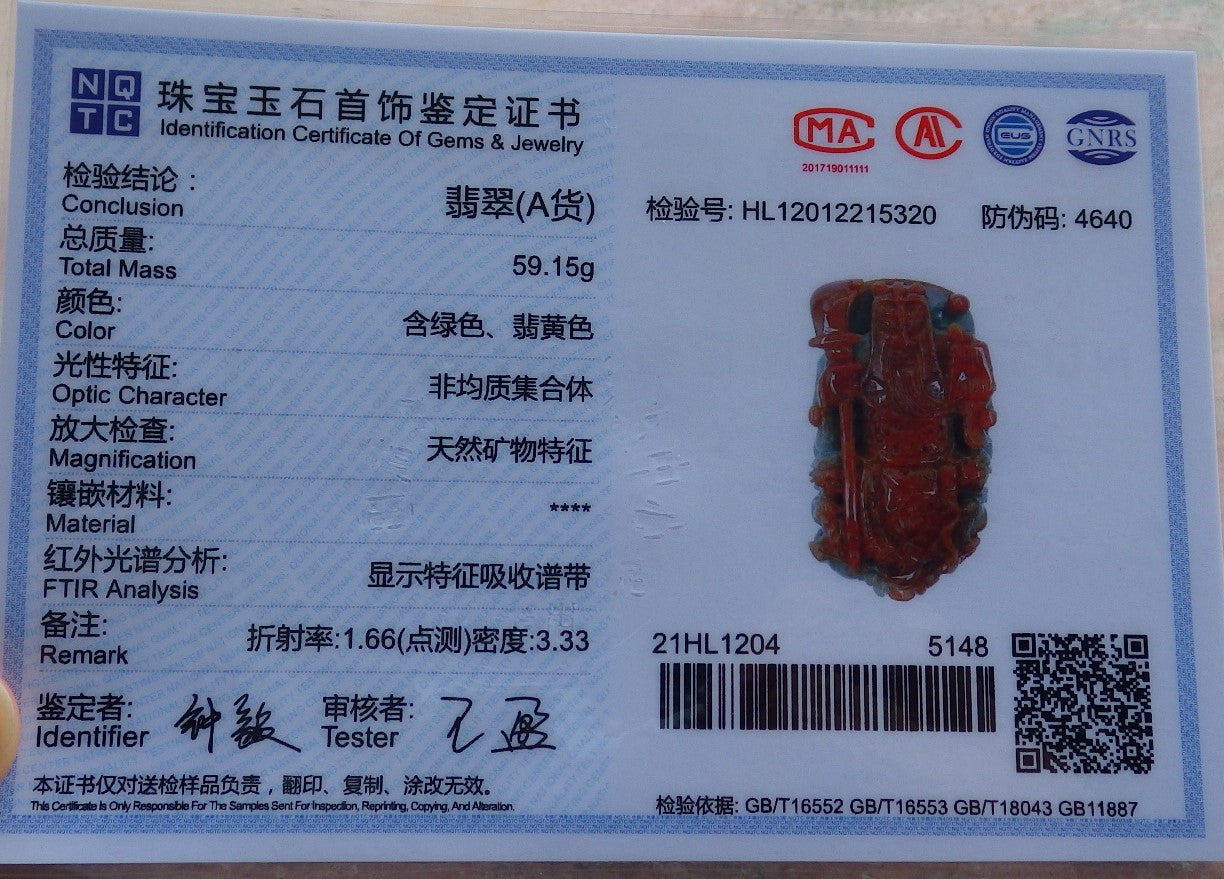 NQ
TC
珠宝玉石首饰鉴定证书
Identification Certificate Of Gems & Jewelry
检验结论：
Conclusion
翡翠(A货)
总质量:
Total Mass
59.15g
颜色:
Color
含绿色、翡黄色
光性特征:
Optic Character
非均质集合体
放大检查:
Magnification
天然矿物特征
镶嵌材料:
Material
****
红外光谱分析:
FTIR Analysis
显示特征吸收谱带
备注:
Remark
折射率:1.66(点测)密度:3.33
鉴定者:
Identifier
审核者:
Tester
本证书仅对送检样品负责，翻印、复制、涂改无效。
This Certificate Is Only Responsible For The Samples Sent For Inspection, Reprinting, Copying, And Alteration.
MA
201719011111
GNRS
检验号: HL12012215320
防伪码: 4640
21HL1204
5148
检验依据: GB/T16552 GB/T16553 GB/T18043 GB11887